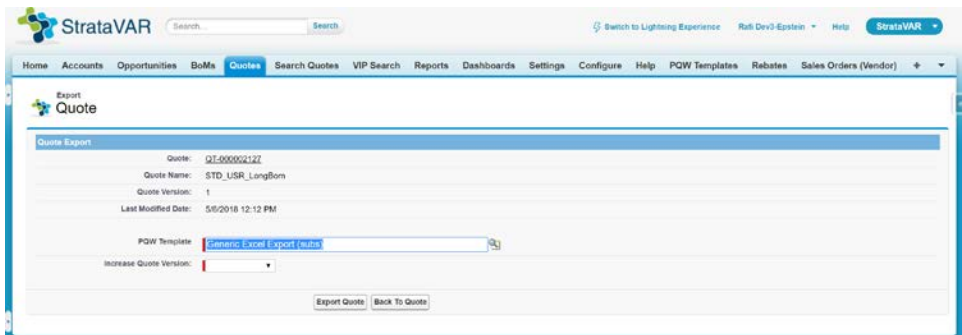 StrataVAR Search... Search Switch to Lightning Experience Rafi Dev3-Epstein Help StrataVAR
Home Accounts Opportunities BoMs Quotes Search Quotes VIP Search Reports Dashboards Settings Configure Help PQW Templates Rebates Sales Orders (Vendor) +
Export
Quote
Quote Export
Quote: QT-000002127
Quote Name: STD_USR_LongBom
Quote Version: 1
Last Modified Date: 5/6/2018 12:12 PM
PQW Template Generic Excel Export (subs)
Increase Quote Version:
Export Quote Back To Quote